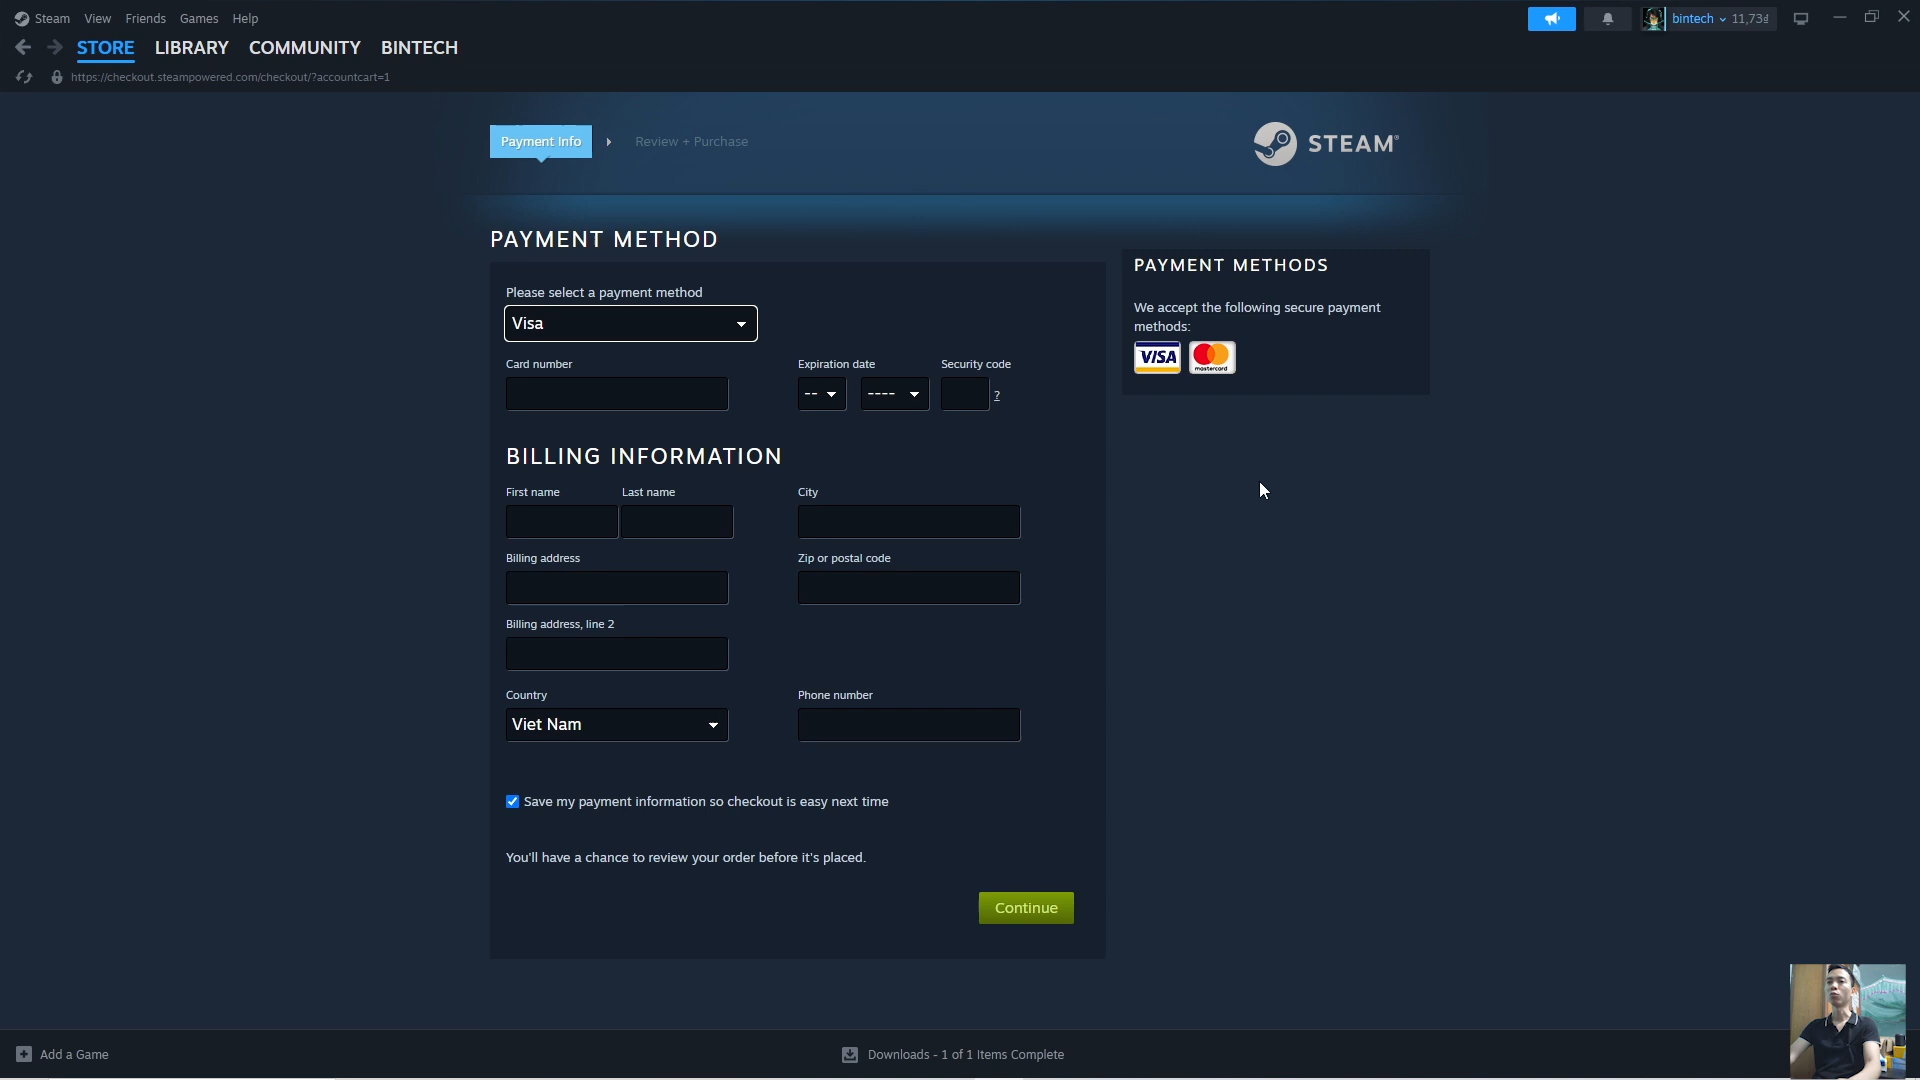 Steam View Friends Games Help
bintech 11,73đ
STORE LIBRARY COMMUNITY BINTECH
https://checkout.steampowered.com/checkout/?accountcart=1
Payment Info Review + Purchase
STEAM®
PAYMENT METHOD
Please select a payment method
Visa
Card number Expiration date Security code
-- ---- ?
BILLING INFORMATION
First name Last name City
Billing address Zip or postal code
Billing address, line 2
Country Phone number
Viet Nam
Save my payment information so checkout is easy next time
You'll have a chance to review your order before it's placed.
Continue
PAYMENT METHODS
We accept the following secure payment
methods:
VISA mastercard
Add a Game Downloads - 1 of 1 Items Complete